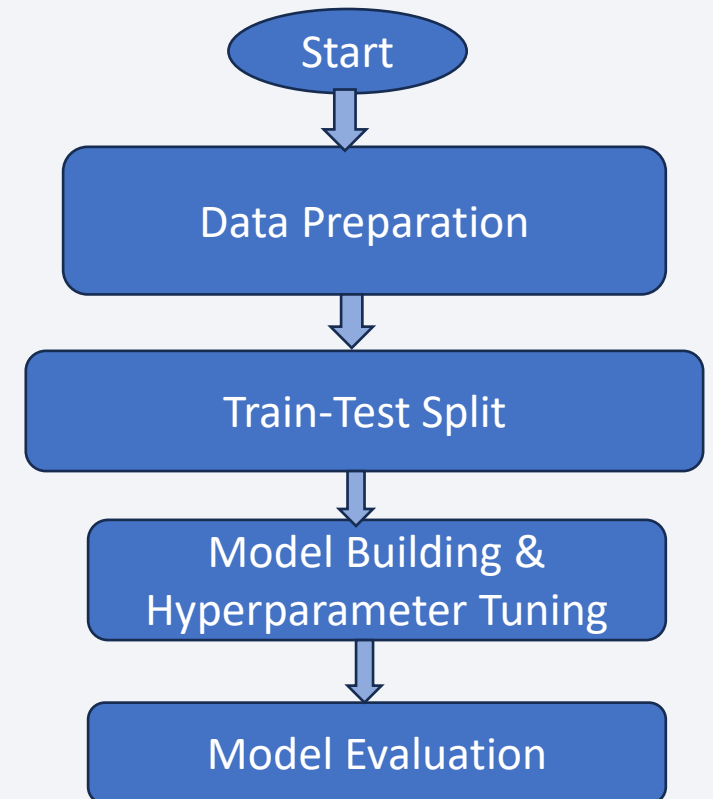 Start
Data Preparation
Train-Test Split
Model Building &
Hyperparameter Tuning
Model Evaluation